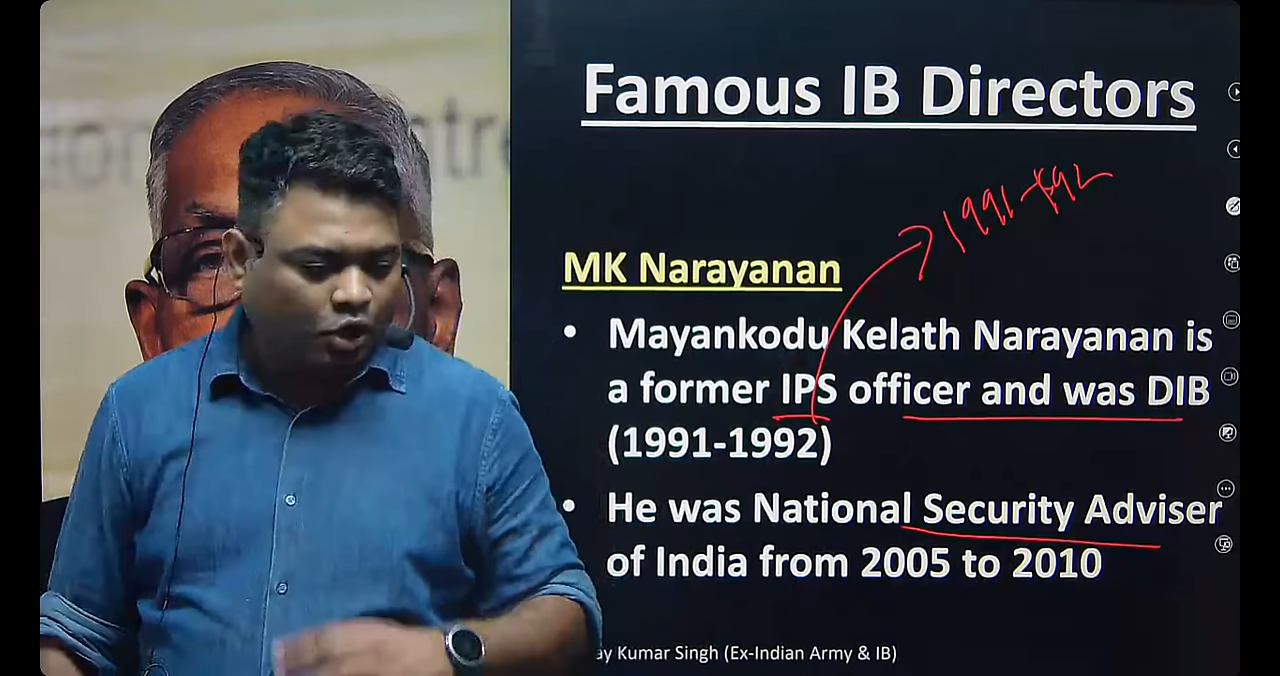 Famous IB Directors
1991-1992
MK Narayanan
• Mayankodu Kelath Narayanan is
a former IPS officer and was DIB
(1991-1992)
• He was National Security Adviser
of India from 2005 to 2010
Kumar Singh (Ex-Indian Army & IB)